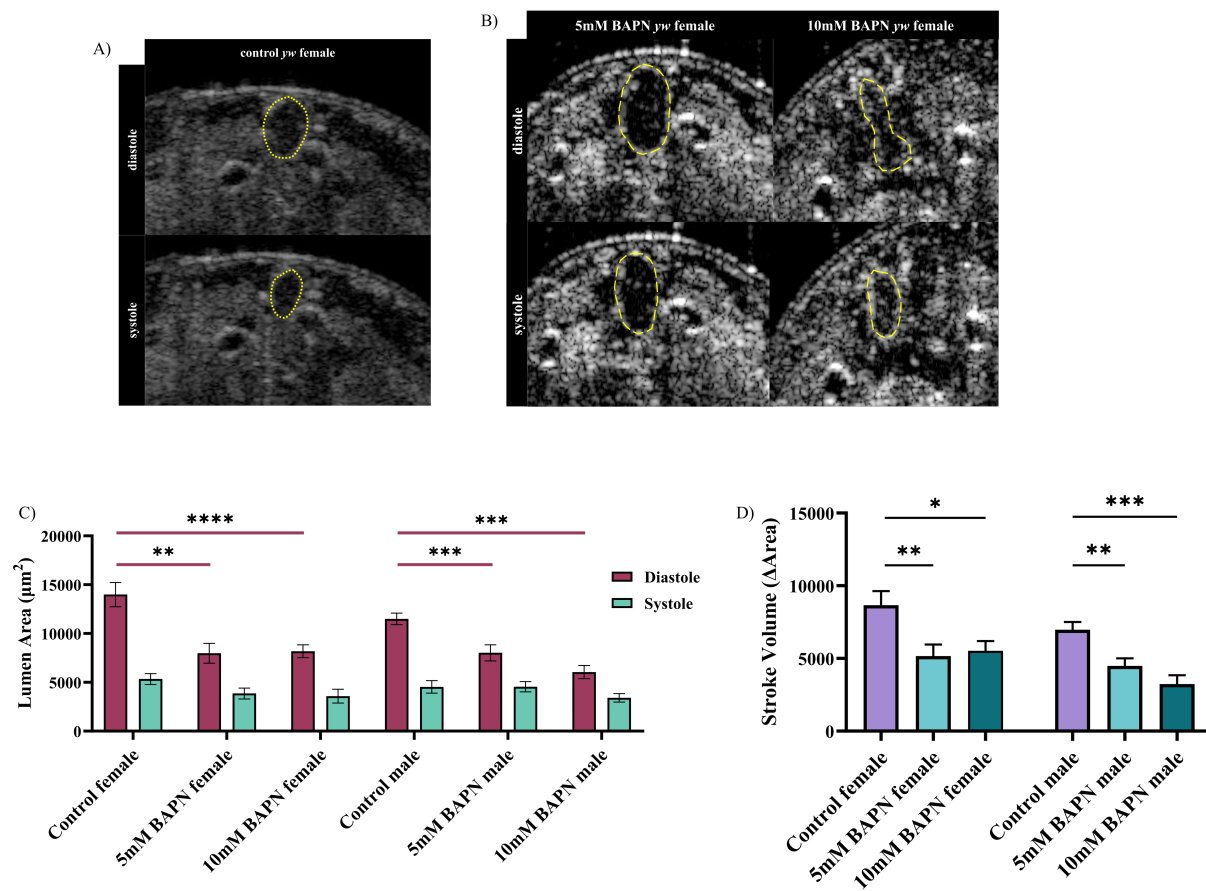 A)
control yw female
diastole
systole
B)
5mM BAPN yw female
10mM BAPN yw female
diastole
systole
C)
Lumen Area (µm²)
20000
15000
10000
5000
0
****
**
***
***
Diastole
Systole
Control female
5mM BAPN female
10mM BAPN female
Control male
5mM BAPN male
10mM BAPN male
D)
Stroke Volume (ΔArea)
15000
10000
5000
0
*
**
***
**
Control female
5mM BAPN female
10mM BAPN female
Control male
5mM BAPN male
10mM BAPN male